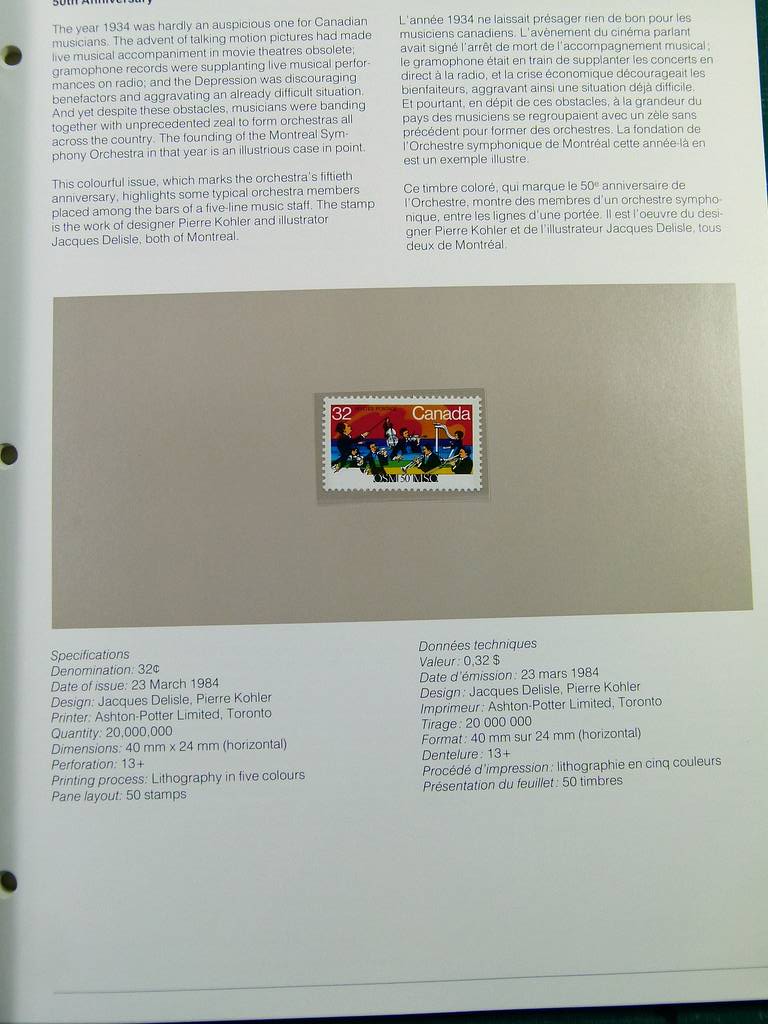 50th Anniversary
The year 1934 was hardly an auspicious one for Canadian
musicians. The advent of talking motion pictures had made
live musical accompaniment in movie theatres obsolete;
gramophone records were supplanting live musical perfor-
mances on radio; and the Depression was discouraging
benefactors and aggravating an already difficult situation.
And yet despite these obstacles, musicians were banding
together with unprecedented zeal to form orchestras all
across the country. The founding of the Montreal Sym-
phony Orchestra in that year is an illustrious case in point.
This colourful issue, which marks the orchestra's fiftieth
anniversary, highlights some typical orchestra members
placed among the bars of a five-line music staff. The stamp
is the work of designer Pierre Kohler and illustrator
Jacques Delisle, both of Montreal.
L'année 1934 ne laissait présager rien de bon pour les
musiciens canadiens. L'avènement du cinéma parlant
avait signé l'arrêt de mort de l'accompagnement musical;
le gramophone était en train de supplanter les concerts en
direct à la radio, et la crise économique décourageait les
bienfaiteurs, aggravant ainsi une situation déjà difficile.
Et pourtant, en dépit de ces obstacles, à la grandeur du
pays des musiciens se regroupaient avec un zèle sans
précédent pour former des orchestres. La fondation de
l'Orchestre symphonique de Montréal cette année-là en
est un exemple illustre.
Ce timbre coloré, qui marque le 50e anniversaire de
l'Orchestre, montre des membres d'un orchestre sympho-
nique, entre les lignes d'une portée. Il est l'oeuvre du desi-
gner Pierre Kohler et de l'illustrateur Jacques Delisle, tous
deux de Montréal.
32 POSTES POSTAGE Canada
OSM 50 MSO
Specifications
Denomination: 32¢
Date of issue: 23 March 1984
Design: Jacques Delisle, Pierre Kohler
Printer: Ashton-Potter Limited, Toronto
Quantity: 20,000,000
Dimensions: 40 mm x 24 mm (horizontal)
Perforation: 13+
Printing process: Lithography in five colours
Pane layout: 50 stamps
Données techniques
Valeur: 0,32 $
Date d'émission: 23 mars 1984
Design: Jacques Delisle, Pierre Kohler
Imprimeur: Ashton-Potter Limited, Toronto
Tirage: 20 000 000
Format: 40 mm sur 24 mm (horizontal)
Dentelure: 13+
Procédé d'impression: lithographie en cinq couleurs
Présentation du feuillet: 50 timbres